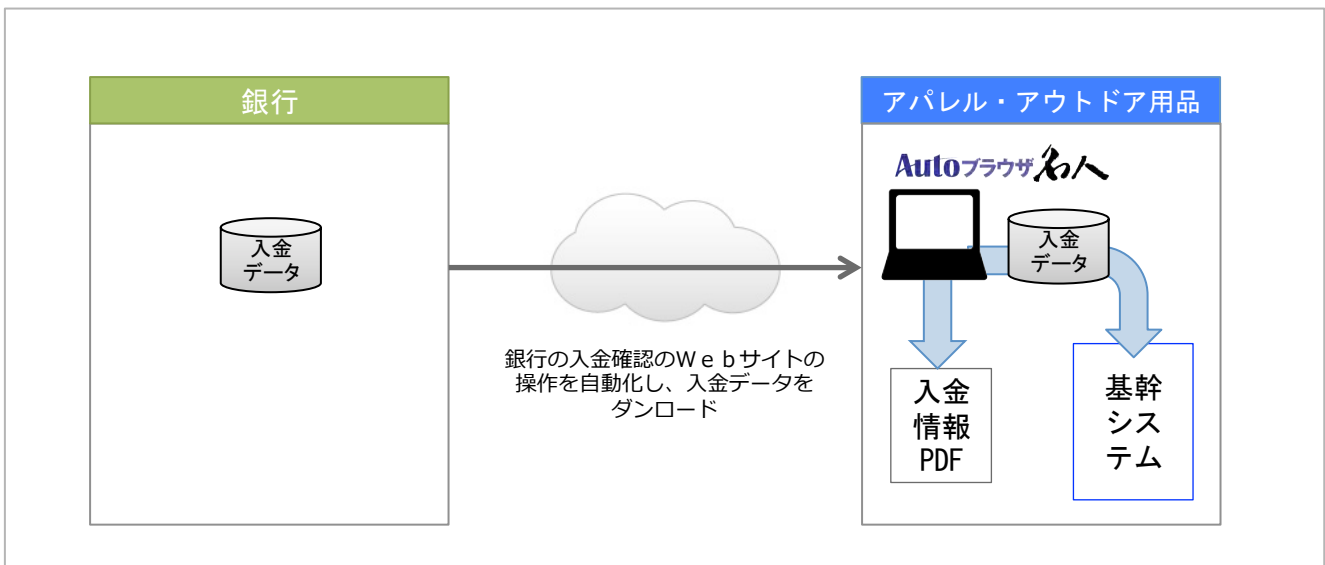 銀行
入金
データ
銀行の入金確認のＷｅｂサイトの
操作を自動化し、入金データを
ダンロード
アパレル・アウトドア用品
Autoブラウザ名人
入金
データ
入金
情報
PDF
基幹
シス
テム